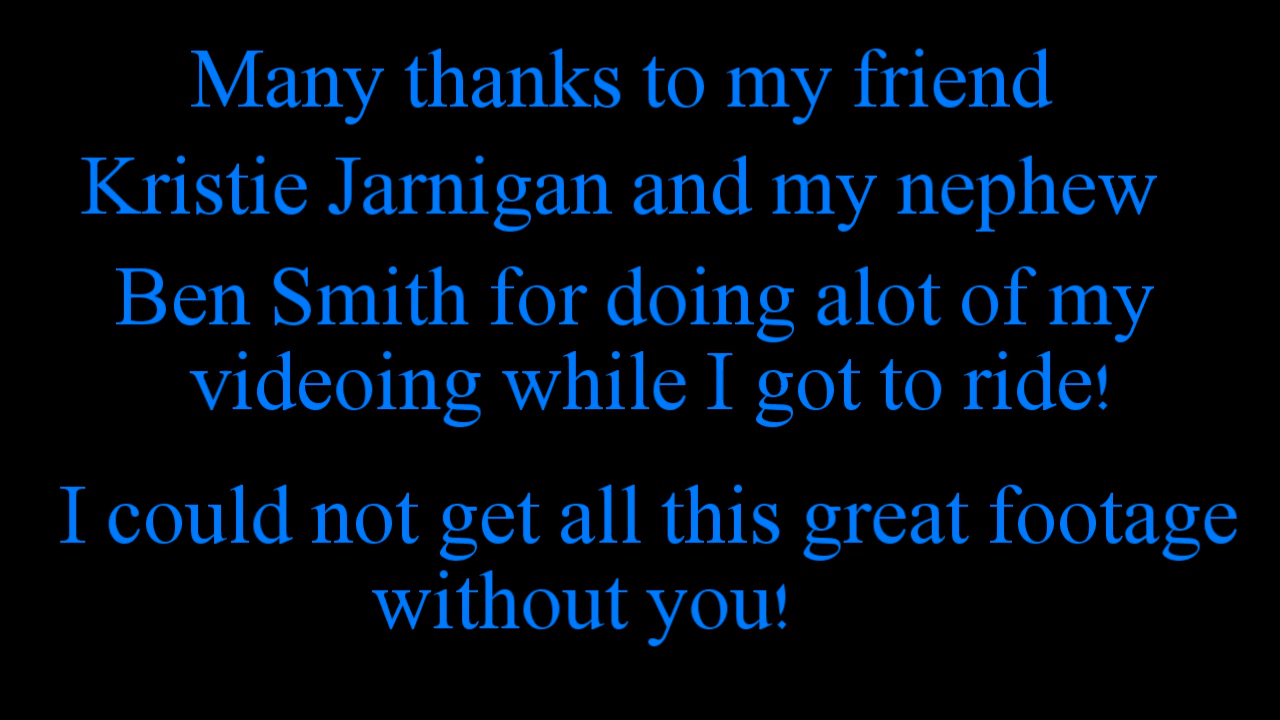 Many thanks to my friend
Kristie Jarnigan and my nephew
Ben Smith for doing alot of my
videoing while I got to ride!
I could not get all this great footage
without you!